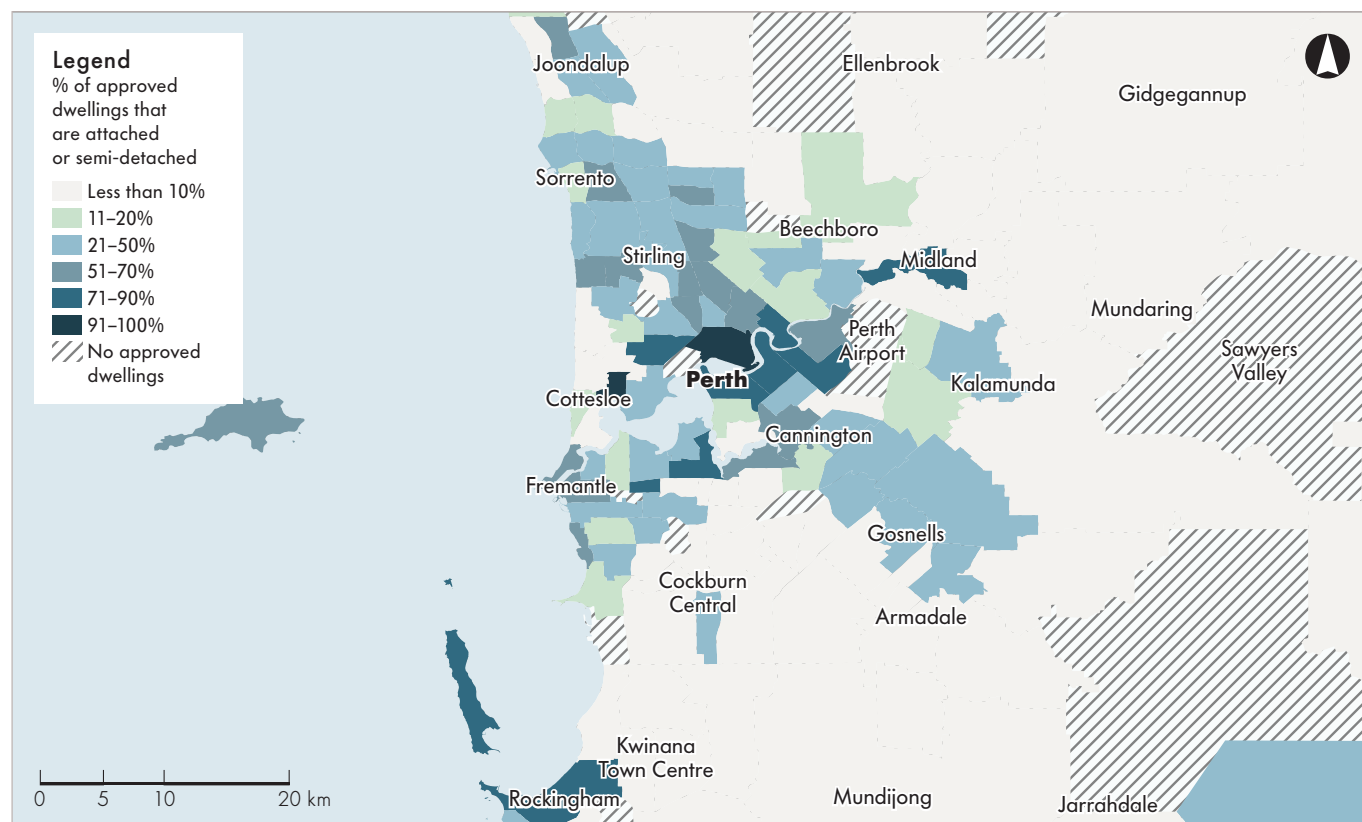 Legend
% of approved
dwellings that
are attached
or semi-detached
Less than 10%
11–20%
21–50%
51–70%
71–90%
91–100%
No approved
dwellings
Joondalup
Ellenbrook
Gidgegannup
Sorrento
Beechboro
Stirling
Midland
Mundaring
Perth
Airport
Sawyers
Valley
Perth
Kalamunda
Cottesloe
Cannington
Fremantle
Gosnells
Cockburn
Central
Armadale
Kwinana
Town Centre
Rockingham
Mundijong
Jarrahdale
0 5 10 20 km